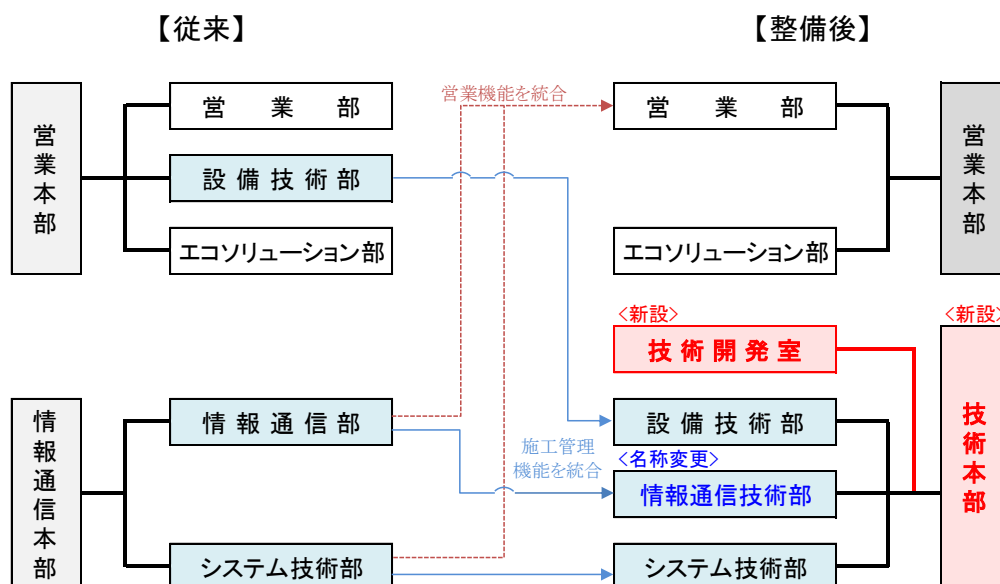 【従来】
【整備後】
営業本部
営業部
設備技術部
エコソリューション部
営業機能を統合
営業部
エコソリューション部
営業本部
情報通信本部
情報通信部
システム技術部
施工管理
機能を統合
<新設>
技術開発室
設備技術部
<名称変更>
情報通信技術部
システム技術部
<新設>
技術本部